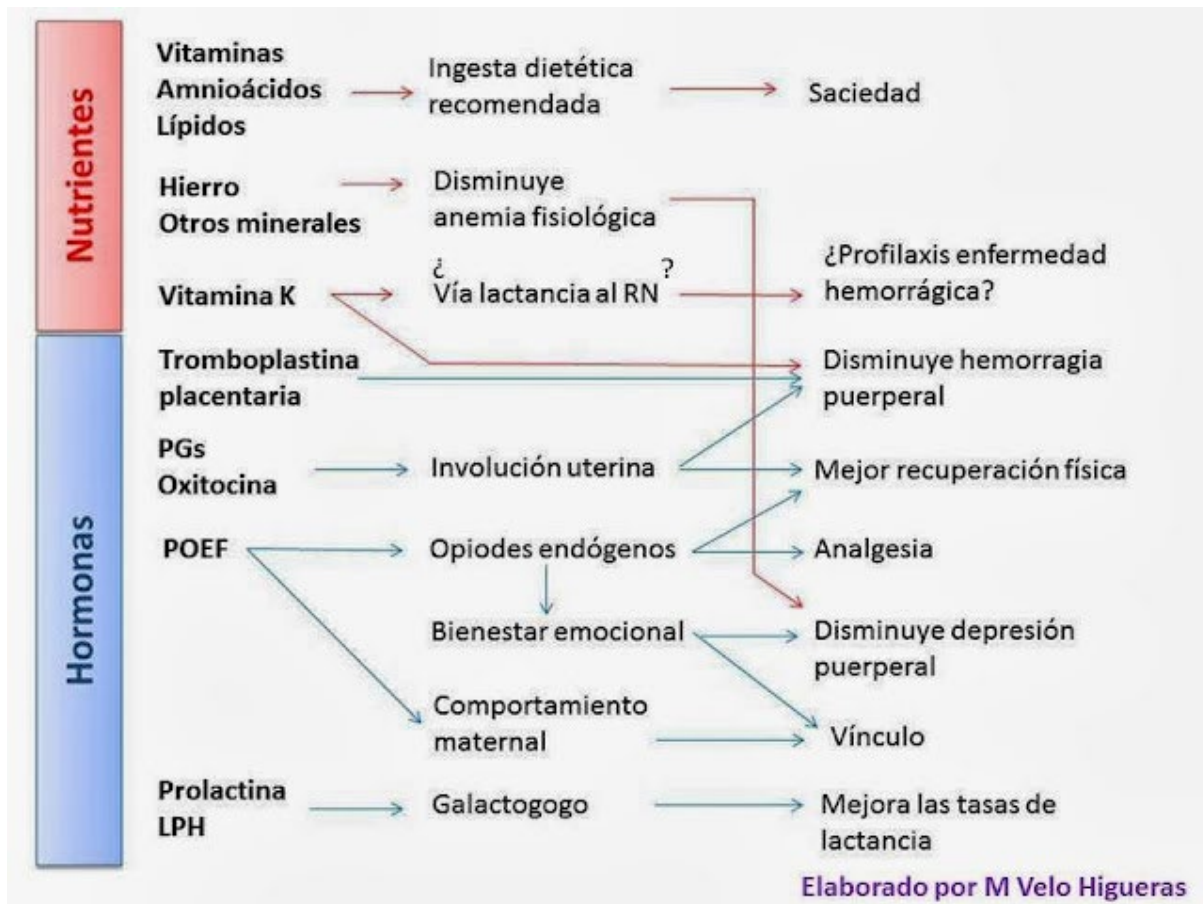 Nutrientes
Vitaminas
Amnioácidos
Lípidos
Ingesta dietética
recomendada
Saciedad
Hierro
Otros minerales
Disminuye
anemia fisiológica
Vitamina K
¿ ?
Vía lactancia al RN
¿Profilaxis enfermedad
hemorrágica?
Hormonas
Tromboplastina
placentaria
Disminuye hemorragia
puerperal
PGs
Oxitocina
Involución uterina
Mejor recuperación física
POEF
Opiodes endógenos
Analgesia
Bienestar emocional
Disminuye depresión
puerperal
Comportamiento
maternal
Vínculo
Prolactina
LPH
Galactogogo
Mejora las tasas de
lactancia
Elaborado por M Velo Higueras